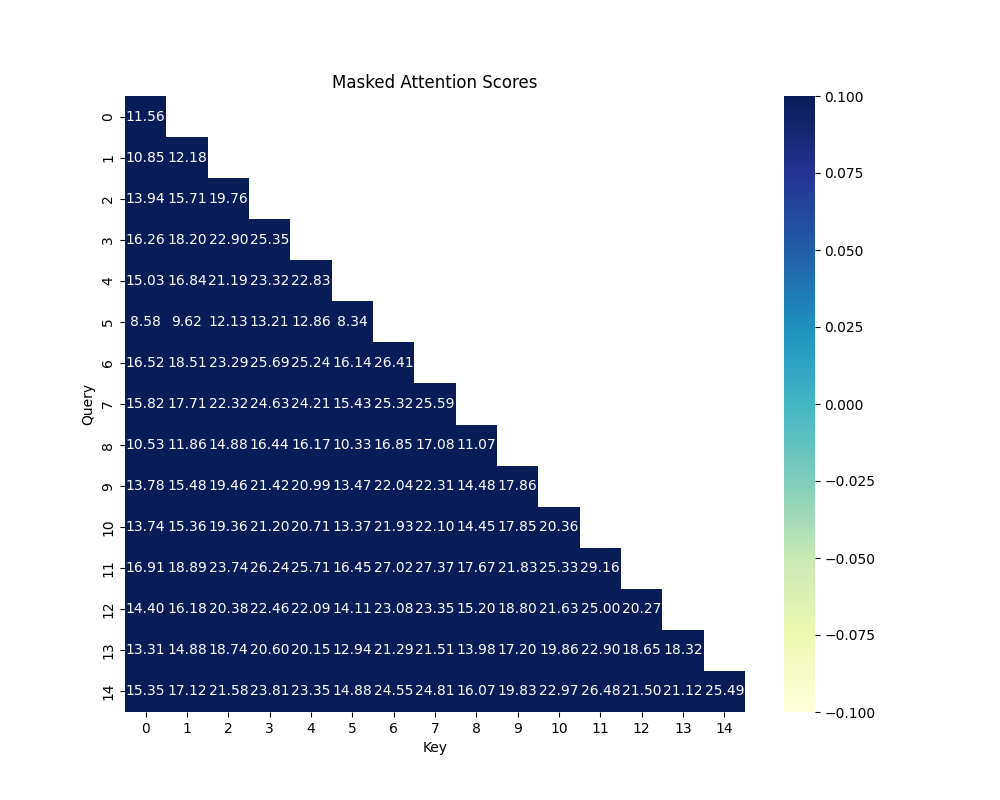 Masked Attention Scores
Query
0 11.56
1 10.85 12.18
2 13.94 15.71 19.76
3 16.26 18.20 22.90 25.35
4 15.03 16.84 21.19 23.32 22.83
5 8.58 9.62 12.13 13.21 12.86 8.34
6 16.52 18.51 23.29 25.69 25.24 16.14 26.41
7 15.82 17.71 22.32 24.63 24.21 15.43 25.32 25.59
8 10.53 11.86 14.88 16.44 16.17 10.33 16.85 17.08 11.07
9 13.78 15.48 19.46 21.42 20.99 13.47 22.04 22.31 14.48 17.86
10 13.74 15.36 19.36 21.20 20.71 13.37 21.93 22.10 14.45 17.85 20.36
11 16.91 18.89 23.74 26.24 25.71 16.45 27.02 27.37 17.67 21.83 25.33 29.16
12 14.40 16.18 20.38 22.46 22.09 14.11 23.08 23.35 15.20 18.80 21.63 25.00 20.27
13 13.31 14.88 18.74 20.60 20.15 12.94 21.29 21.51 13.98 17.20 19.86 22.90 18.65 18.32
14 15.35 17.12 21.58 23.81 23.35 14.88 24.55 24.81 16.07 19.83 22.97 26.48 21.50 21.12 25.49
0 1 2 3 4 5 6 7 8 9 10 11 12 13 14
Key
0.100
0.075
0.050
0.025
0.000
−0.025
−0.050
−0.075
−0.100